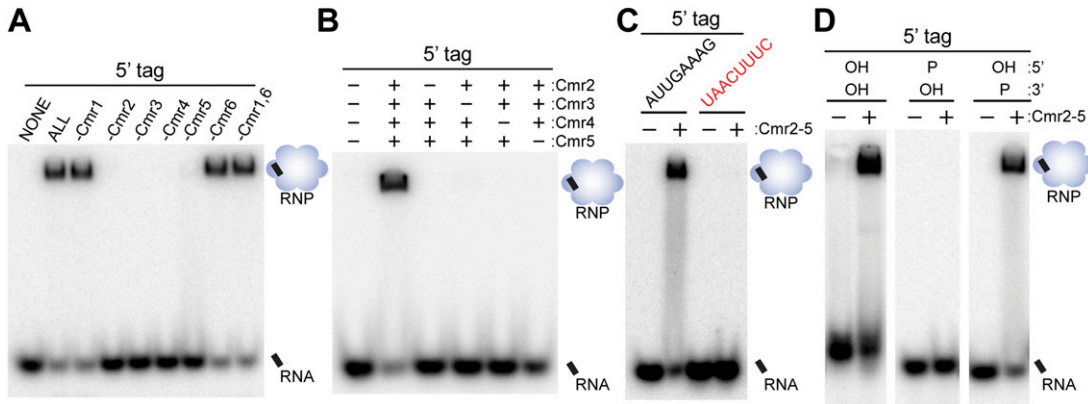 A
5' tag
NONE
ALL
-Cmr1
-Cmr2
-Cmr3
-Cmr4
-Cmr5
-Cmr6
-Cmr1,6
RNP
RNA
B
5' tag
– + – + + + :Cmr2
– + + – + + :Cmr3
– + + + – + :Cmr4
– + + + + – :Cmr5
RNP
RNA
C
5' tag
AUUGAAAG
UAACUUUC
– + – + :Cmr2-5
RNP
RNA
D
5' tag
OH P OH :5'
OH OH P :3'
– + – + – + :Cmr2-5
RNP
RNA